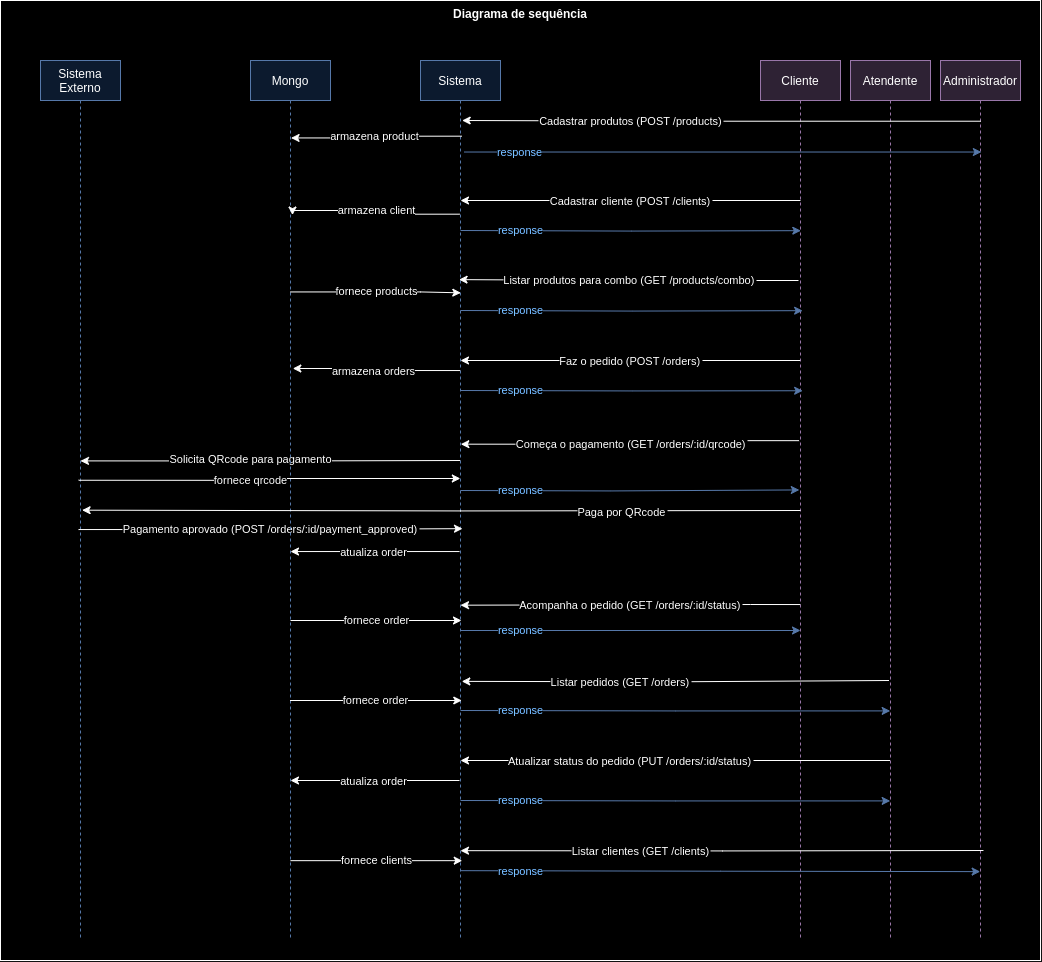 Diagrama de sequência
Sistema
Externo
Mongo
Sistema
Cliente
Atendente
Administrador
Cadastrar produtos (POST /products)
armazena product
response
Cadastrar cliente (POST /clients)
armazena client
response
Listar produtos para combo (GET /products/combo)
fornece products
response
Faz o pedido (POST /orders)
armazena orders
response
Começa o pagamento (GET /orders/:id/qrcode)
Solicita QRcode para pagamento
fornece qrcode
response
Paga por QRcode
Pagamento aprovado (POST /orders/:id/payment_approved)
atualiza order
Acompanha o pedido (GET /orders/:id/status)
fornece order
response
Listar pedidos (GET /orders)
fornece order
response
Atualizar status do pedido (PUT /orders/:id/status)
atualiza order
response
Listar clientes (GET /clients)
fornece clients
response